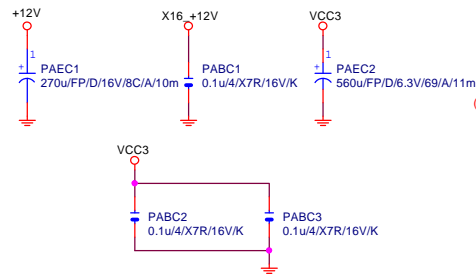 +12V
X16_+12V
VCC3
1
PAEC1
270u/FP/D/16V/8C/A/10m
PABC1
0.1u/4/X7R/16V/K
1
PAEC2
560u/FP/D/6.3V/69/A/11m
VCC3
PABC2
0.1u/4/X7R/16V/K
PABC3
0.1u/4/X7R/16V/K